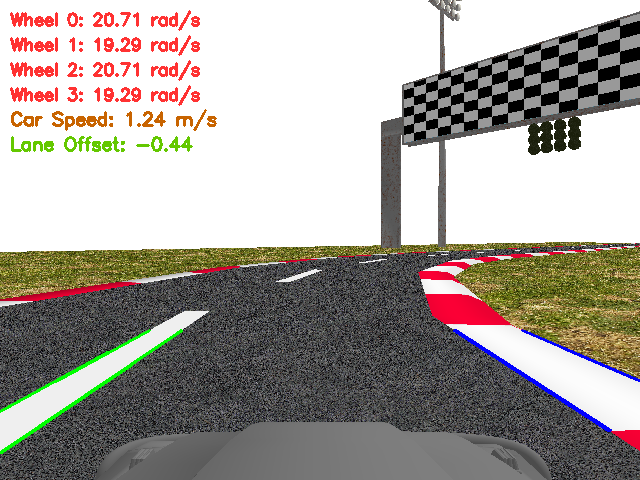 Wheel 0: 20.71 rad/s
Wheel 1: 19.29 rad/s
Wheel 2: 20.71 rad/s
Wheel 3: 19.29 rad/s
Car Speed: 1.24 m/s
Lane Offset: -0.44